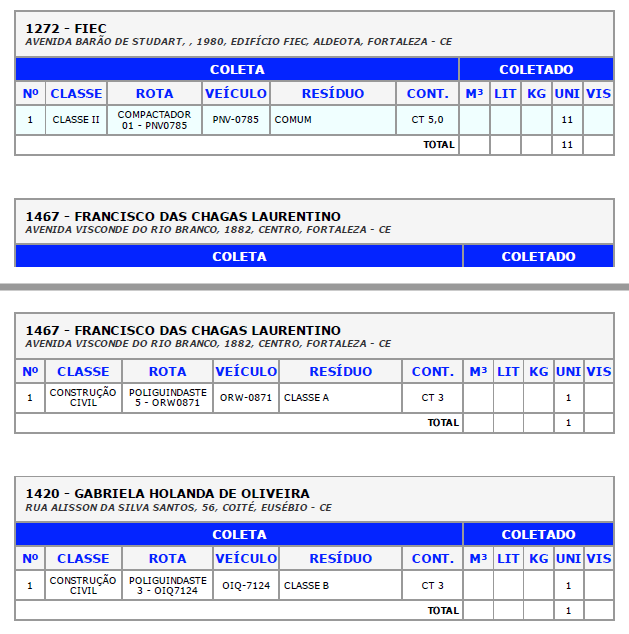 1272 - FIEC
AVENIDA BARÃO DE STUDART, , 1980, EDIFÍCIO FIEC, ALDEOTA, FORTALEZA - CE
COLETA COLETADO
Nº CLASSE ROTA VEÍCULO RESÍDUO CONT. M³ LIT KG UNI VIS
1 CLASSE II COMPACTADOR 01 - PNV0785 PNV-0785 COMUM CT 5,0 11
TOTAL 11
1467 - FRANCISCO DAS CHAGAS LAURENTINO
AVENIDA VISCONDE DO RIO BRANCO, 1882, CENTRO, FORTALEZA - CE
COLETA COLETADO
1467 - FRANCISCO DAS CHAGAS LAURENTINO
AVENIDA VISCONDE DO RIO BRANCO, 1882, CENTRO, FORTALEZA - CE
Nº CLASSE ROTA VEÍCULO RESÍDUO CONT. M³ LIT KG UNI VIS
1 CONSTRUÇÃO CIVIL POLIGUINDASTE 5 - ORW0871 ORW-0871 CLASSE A CT 3 1
TOTAL 1
1420 - GABRIELA HOLANDA DE OLIVEIRA
RUA ALISSON DA SILVA SANTOS, 56, COITÉ, EUSÉBIO - CE
COLETA COLETADO
Nº CLASSE ROTA VEÍCULO RESÍDUO CONT. M³ LIT KG UNI VIS
1 CONSTRUÇÃO CIVIL POLIGUINDASTE 3 - OIQ7124 OIQ-7124 CLASSE B CT 3 1
TOTAL 1